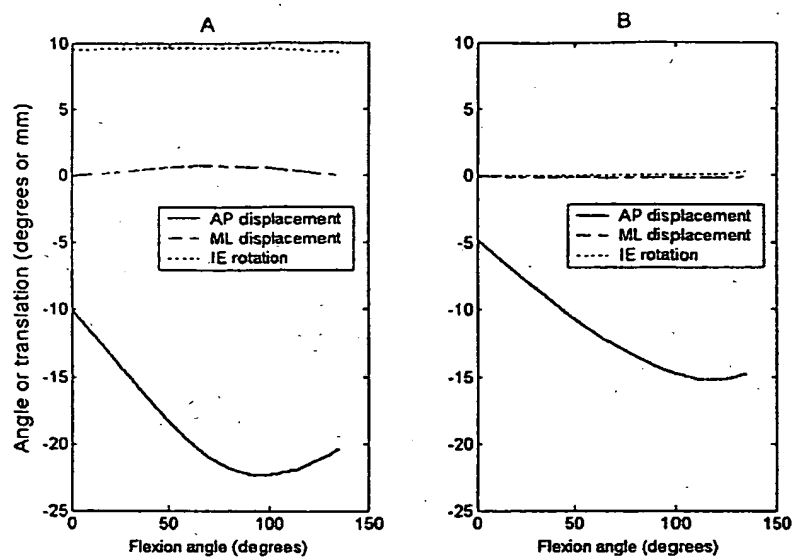 A
B
Angle or translation (degrees or mm)
10
5
0
-5
-10
-15
-20
-25
AP displacement
ML displacement
IE rotation
0
50
100
150
Flexion angle (degrees)
10
5
0
-5
-10
-15
-20
-25
AP displacement
ML displacement
IE rotation
0
50
100
150
Flexion angle (degrees)